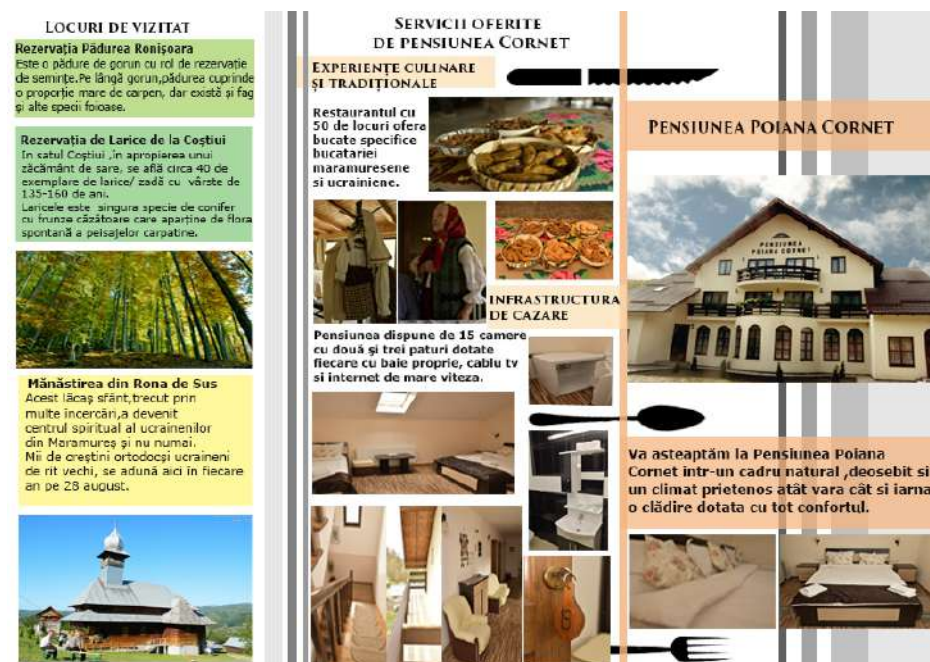 LOCURI DE VIZITAT
Rezervația Pădurea Ronișoara
Este o pădure de gorun cu rol de rezervație
de semințe.Pe lângă gorun,pădurea cuprinde
o proporție mare de carpen, dar există și fag
și alte specii foioase.
Rezervația de Larice de la Coștiui
In satul Coștiui ,în apropierea unui
zăcământ de sare, se află circa 40 de
exemplare de larice/ zadă cu vârste de
135-160 de ani.
Laricele este singura specie de conifer
cu frunze căzătoare care aparține de flora
spontană a peisajelor carpatine.
Mănăstirea din Rona de Sus
Acest lăcaș sfânt,trecut prin
multe încercări,a devenit
centrul spiritual al ucrainenilor
din Maramureș și nu numai.
Mii de creștini ortodocși ucraineni
de rit vechi, se adună aici în fiecare
an pe 28 august.
SERVICII OFERITE
DE PENSIUNEA CORNET
EXPERIENȚE CULINARE
ȘI TRADIȚIONALE
Restaurantul cu
50 de locuri ofera
bucate specifice
bucatariei
maramuresene
si ucrainiene.
INFRASTRUCTURA
DE CAZARE
Pensiunea dispune de 15 camere
cu două și trei paturi dotate
fiecare cu baie proprie, cablu tv
si internet de mare viteza.
PENSIUNEA POIANA CORNET
PENSIUNEA
POIANA CORNET
Va asteaptăm la Pensiunea Poiana
Cornet intr-un cadru natural ,deosebit si
un climat prietenos atât vara cât si iarna
o clădire dotata cu tot confortul.